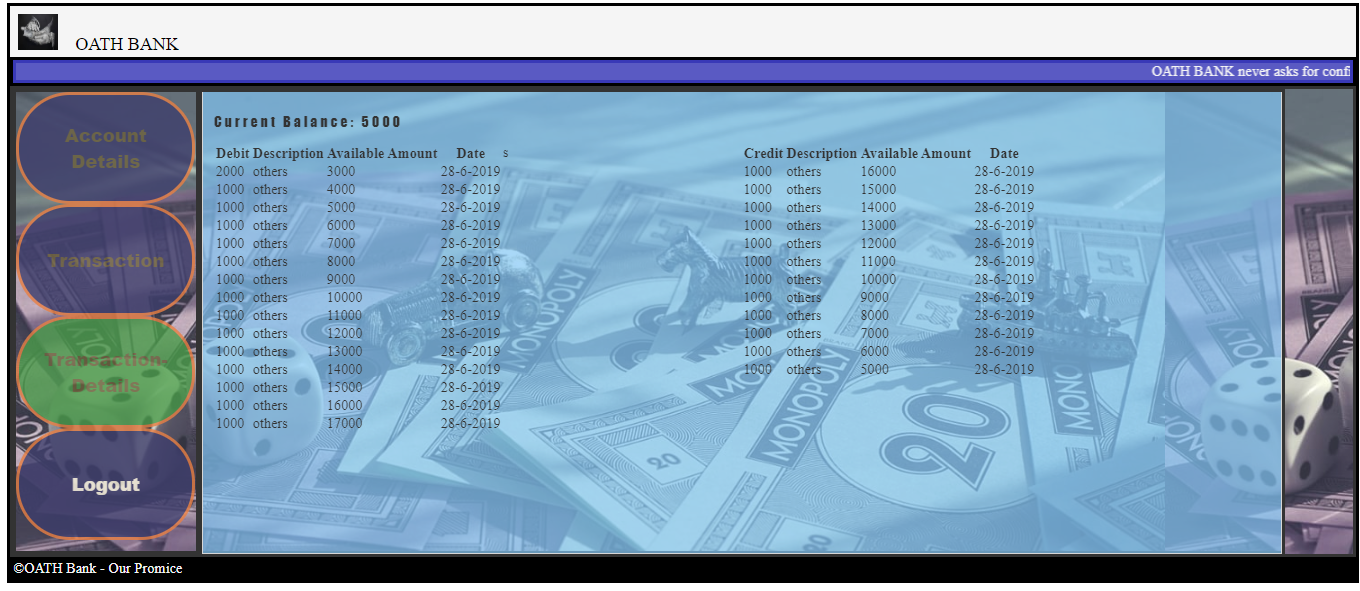 OATH BANK
OATH BANK never asks for confi
Account
Details
Transaction
Transaction-
Details
Logout
Current Balance: 5000
Debit Description Available Amount Date s
2000 others 3000 28-6-2019
1000 others 4000 28-6-2019
1000 others 5000 28-6-2019
1000 others 6000 28-6-2019
1000 others 7000 28-6-2019
1000 others 8000 28-6-2019
1000 others 9000 28-6-2019
1000 others 10000 28-6-2019
1000 others 11000 28-6-2019
1000 others 12000 28-6-2019
1000 others 13000 28-6-2019
1000 others 14000 28-6-2019
1000 others 15000 28-6-2019
1000 others 16000 28-6-2019
1000 others 17000 28-6-2019
Credit Description Available Amount Date
1000 others 16000 28-6-2019
1000 others 15000 28-6-2019
1000 others 14000 28-6-2019
1000 others 13000 28-6-2019
1000 others 12000 28-6-2019
1000 others 11000 28-6-2019
1000 others 10000 28-6-2019
1000 others 9000 28-6-2019
1000 others 8000 28-6-2019
1000 others 7000 28-6-2019
1000 others 6000 28-6-2019
1000 others 5000 28-6-2019
MONOPOLY
MONOPOLY
20
20
©OATH Bank - Our Promice